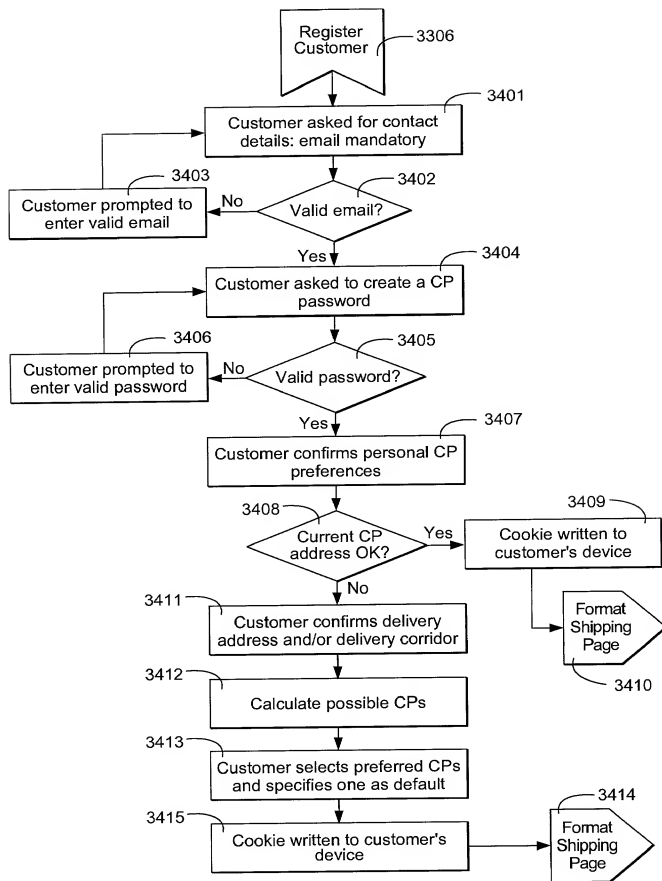 Register
Customer
3306
3401
Customer asked for contact
details: email mandatory
3403
3402
Customer prompted to
enter valid email
No
Valid email?
Yes
3404
Customer asked to create a CP
password
3406
3405
Customer prompted to
enter valid password
No
Valid password?
Yes
3407
Customer confirms personal CP
preferences
3408
3409
Current CP
address OK?
Yes
Cookie written to
customer's device
No
3411
Customer confirms delivery
address and/or delivery corridor
Format
Shipping
Page
3410
3412
Calculate possible CPs
3413
Customer selects preferred CPs
and specifies one as default
3414
3415
Cookie written to customer's
device
Format
Shipping
Page